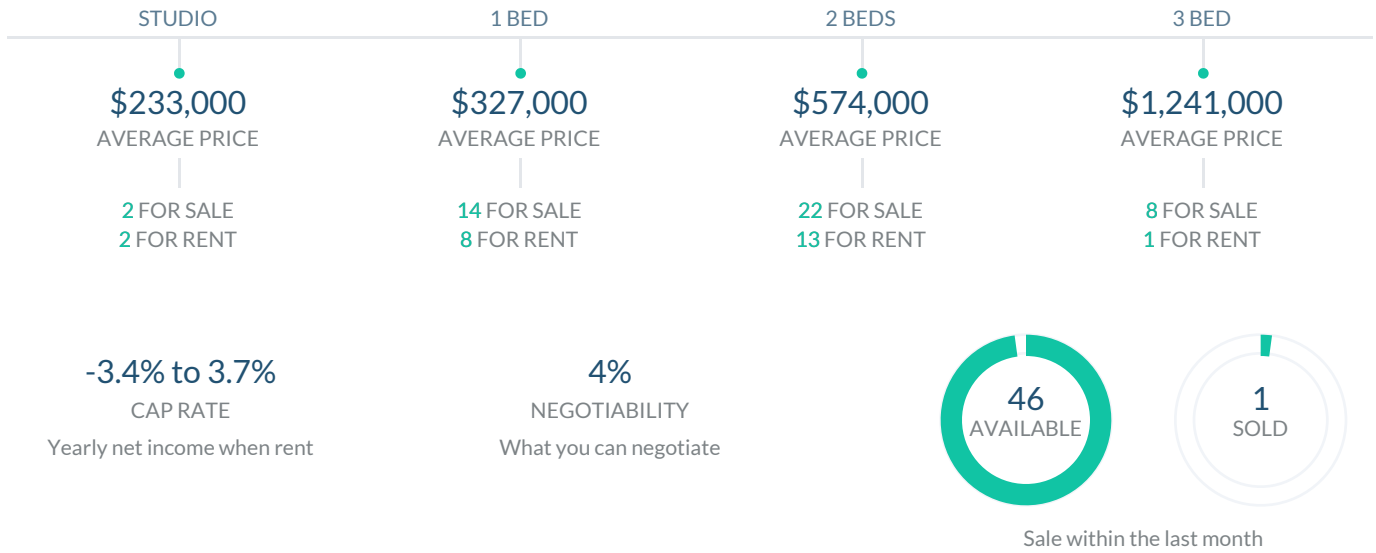 STUDIO
1 BED
2 BEDS
3 BED
$233,000
AVERAGE PRICE
$327,000
AVERAGE PRICE
$574,000
AVERAGE PRICE
$1,241,000
AVERAGE PRICE
2 FOR SALE
2 FOR RENT
14 FOR SALE
8 FOR RENT
22 FOR SALE
13 FOR RENT
8 FOR SALE
1 FOR RENT
-3.4% to 3.7%
CAP RATE
Yearly net income when rent
4%
NEGOTIABILITY
What you can negotiate
46
AVAILABLE
1
SOLD
Sale within the last month